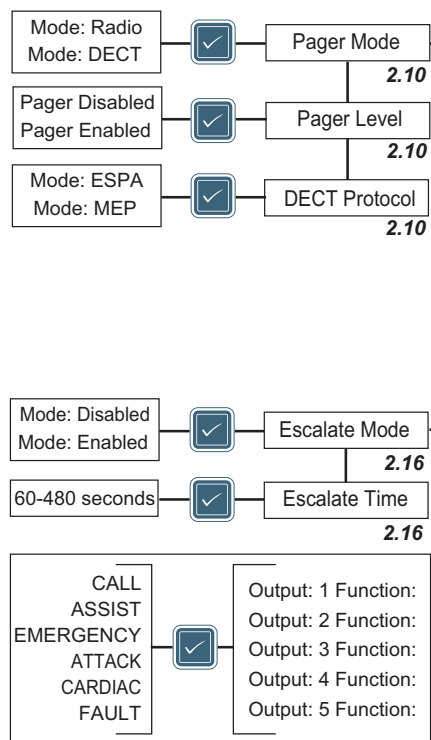 Mode: Radio
Mode: DECT
Pager Mode
2.10
Pager Disabled
Pager Enabled
Pager Level
2.10
Mode: ESPA
Mode: MEP
DECT Protocol
2.10
Mode: Disabled
Mode: Enabled
Escalate Mode
2.16
60-480 seconds
Escalate Time
2.16
CALL
ASSIST
EMERGENCY
ATTACK
CARDIAC
FAULT
Output: 1 Function:
Output: 2 Function:
Output: 3 Function:
Output: 4 Function:
Output: 5 Function: